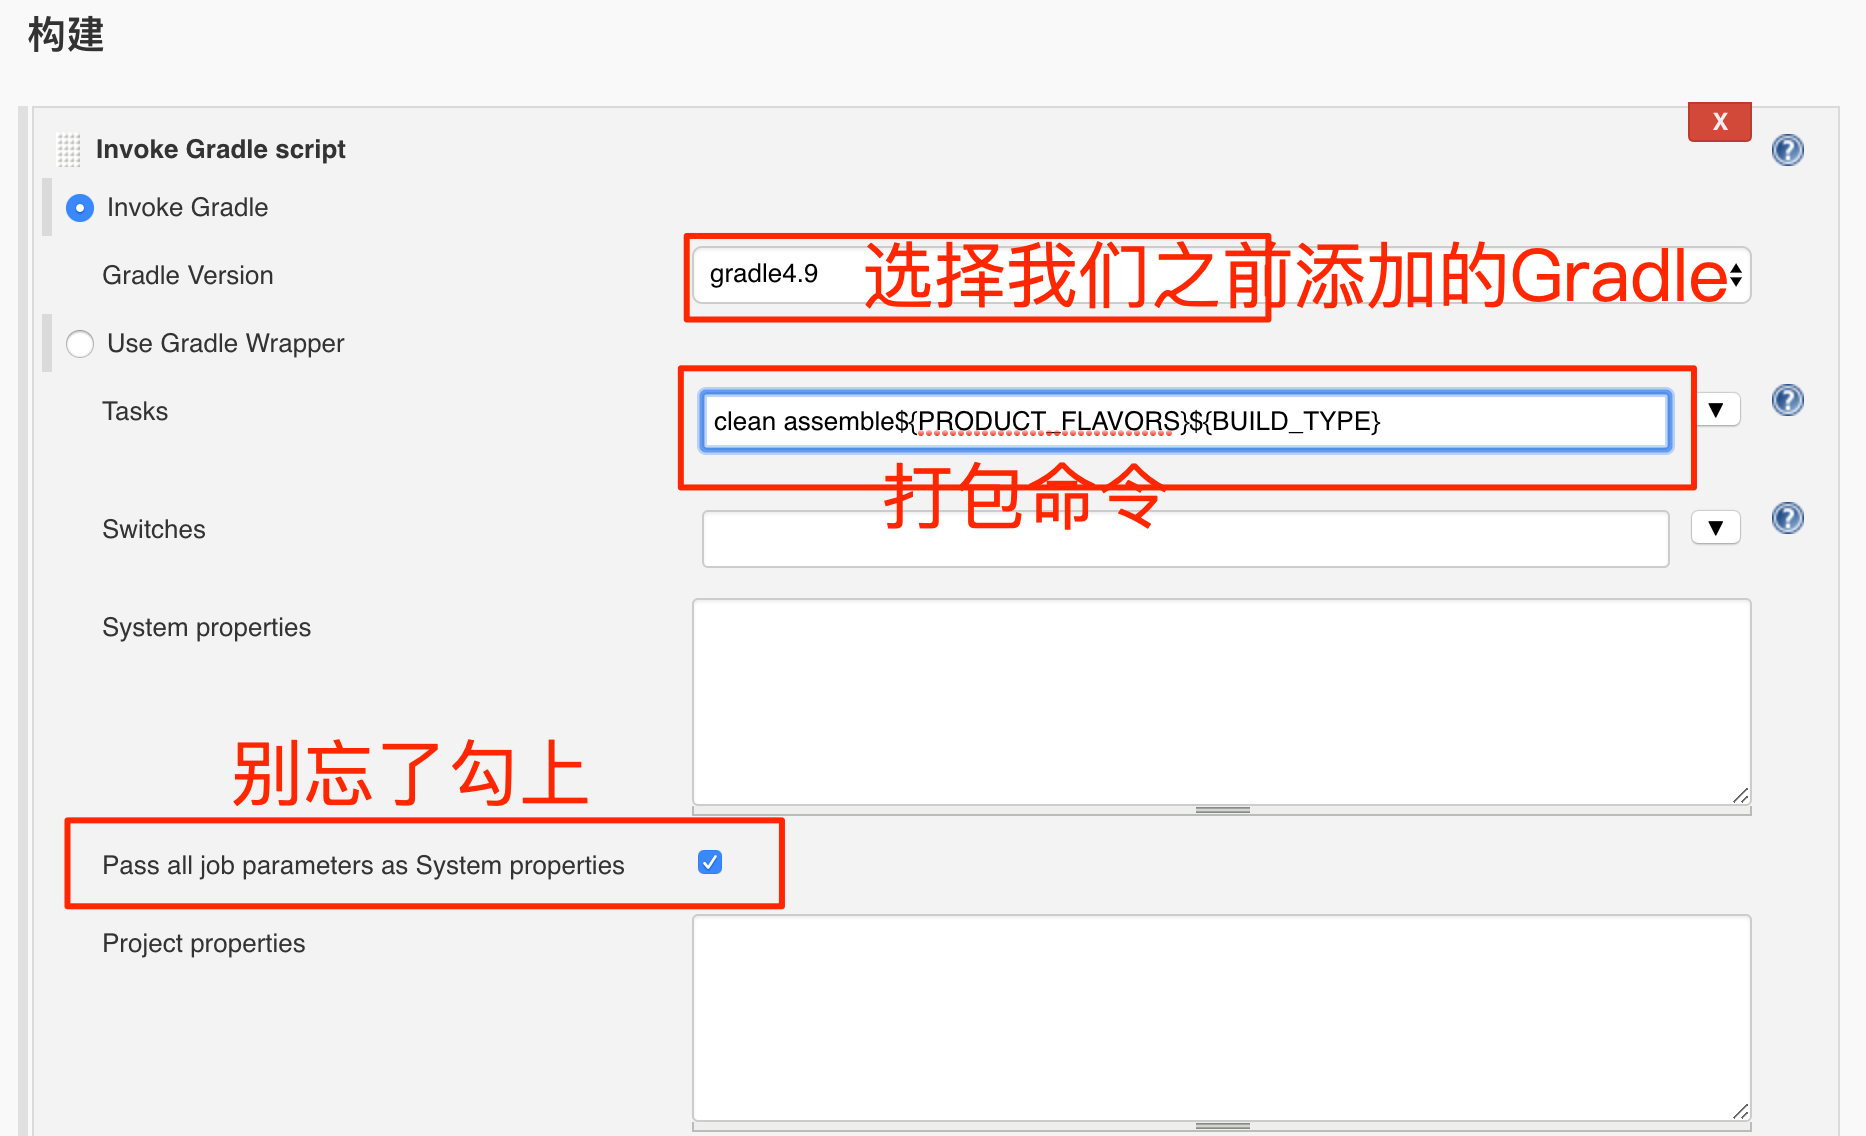 构建
X
Invoke Gradle script
Invoke Gradle
Gradle Version
gradle4.9
选择我们之前添加的Gradle
Use Gradle Wrapper
Tasks
clean assemble${PRODUCT_FLAVORS}${BUILD_TYPE}
打包命令
Switches
System properties
别忘了勾上
Pass all job parameters as System properties
Project properties